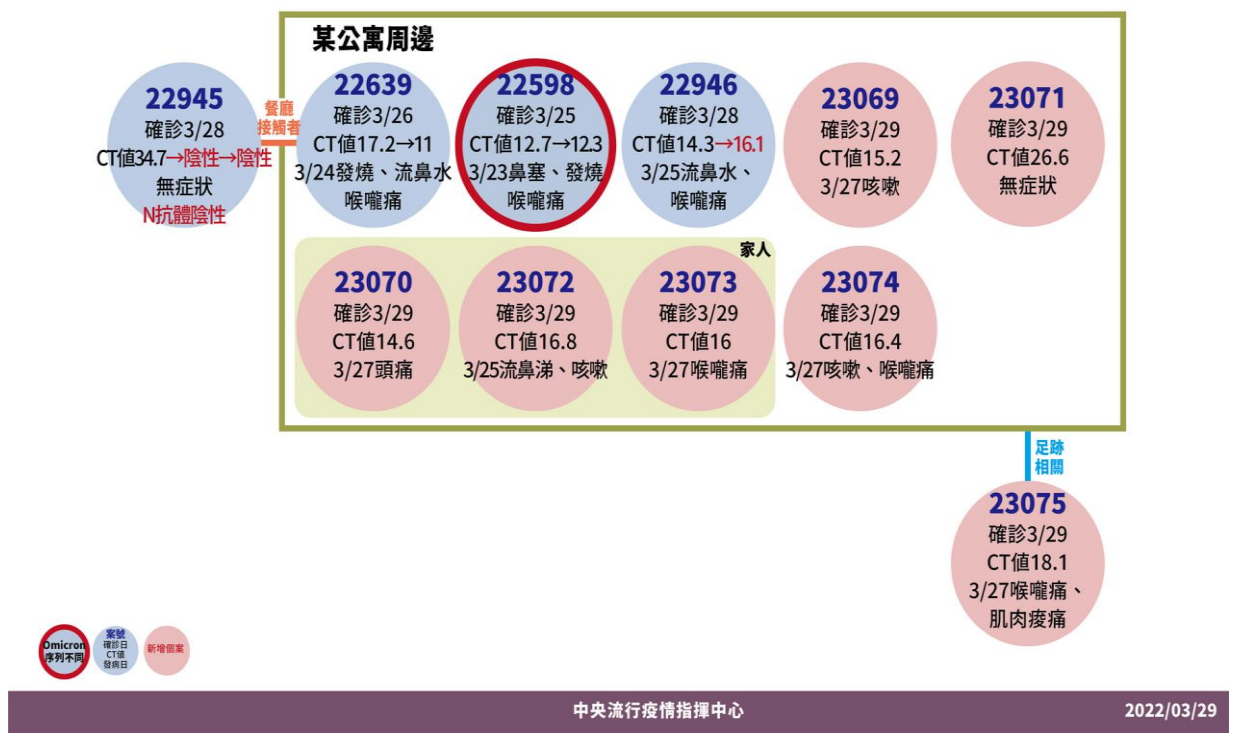 某公寓周邊
22945
確診3/28
CT值34.7→陰性→陰性
無症狀
N抗體陰性
餐廳
接觸者
22639
確診3/26
CT值17.2→11
3/24發燒、流鼻水
喉嚨痛
22598
確診3/25
CT值12.7→12.3
3/23鼻塞、發燒
喉嚨痛
22946
確診3/28
CT值14.3→16.1
3/25流鼻水、
喉嚨痛
23069
確診3/29
CT值15.2
3/27咳嗽
23071
確診3/29
CT值26.6
無症狀
家人
23070
確診3/29
CT值14.6
3/27頭痛
23072
確診3/29
CT值16.8
3/25流鼻涕、咳嗽
23073
確診3/29
CT值16
3/27喉嚨痛
23074
確診3/29
CT值16.4
3/27咳嗽、喉嚨痛
足跡
相關
23075
確診3/29
CT值18.1
3/27喉嚨痛、
肌肉痠痛
Omicron
序列不同
案號
確診日
CT值
發病日
新增個案
中央流行疫情指揮中心
2022/03/29